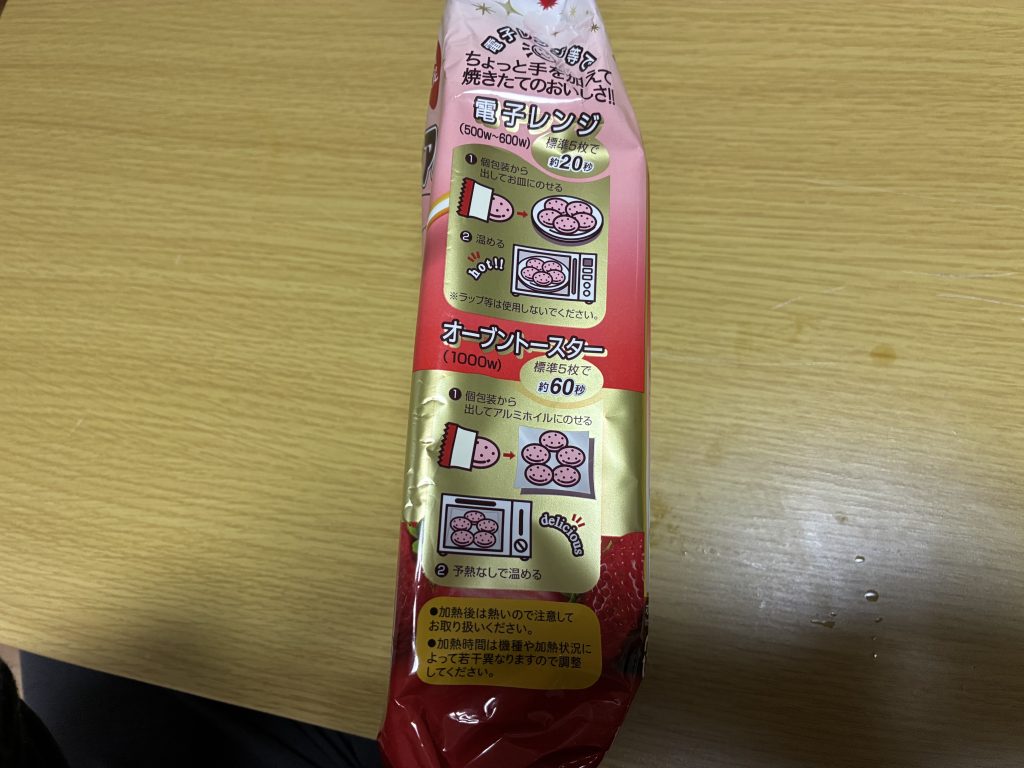 電子レンジ等で
ちょっと手を加えて
焼きたてのおいしさ!!
電子レンジ
(500w~600w)
標準5枚で
約20秒
❶ 個包装から
出してお皿にのせる
❷ 温める
hot!!
※ラップ等は使用しないでください。
オーブントースター
(1000w)
標準5枚で
約60秒
❶ 個包装から
出してアルミホイルにのせる
delicious
❷ 予熱なしで温める
●加熱後は熱いので注意して
お取り扱いください。
●加熱時間は機種や加熱状況に
よって若干異なりますので調整
してください。